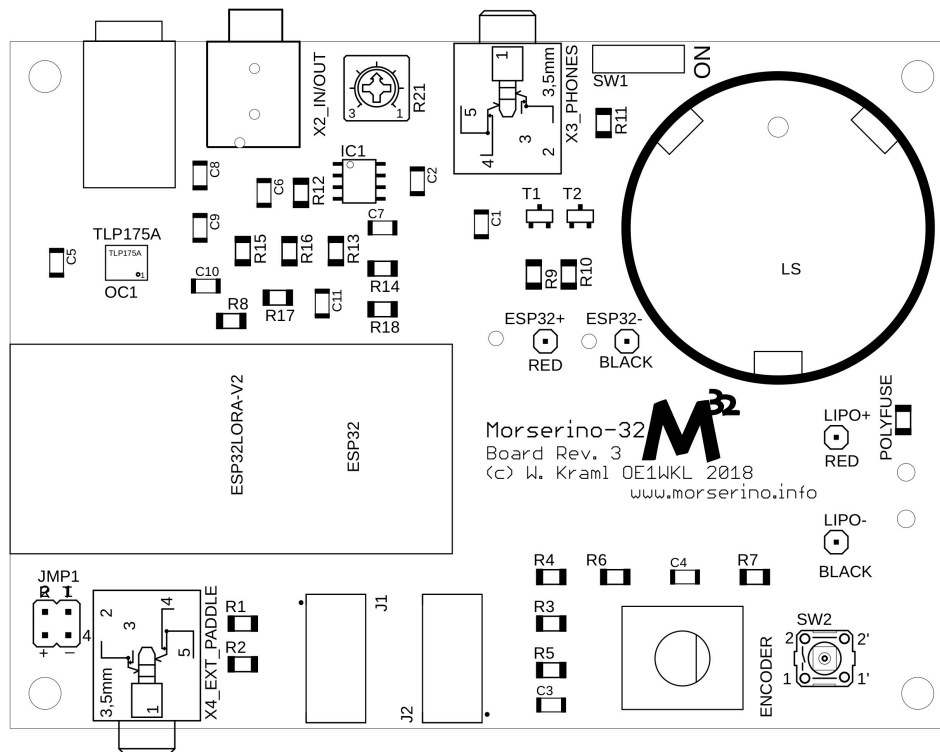 ON
SW1
X2_IN/OUT
3
1
R21
1
3,5mm
5
4
3
2
X3_PHONES
R11
IC1
C8
C6
R12
C2
C7
T1
T2
C1
C9
TLP175A
TLP175A
1
OC1
C5
R15
R16
R13
R14
R9
R10
LS
C10
R17
C11
R8
R18
ESP32+
ESP32-
RED
BLACK
ESP32LORA-V2
ESP32
M32
Morserino-32
Board Rev. 3
(c) W. Kraml OE1WKL 2018
www.morserino.info
LIPO+
RED
POLYFUSE
LIPO-
BLACK
JMP1
4
+
–
2
3
4
5
3,5mm
1
X4_EXT_PADDLE
R1
R2
J1
J2
R4
R6
C4
R7
R3
R5
C3
ENCODER
SW2
2
2'
1
1'